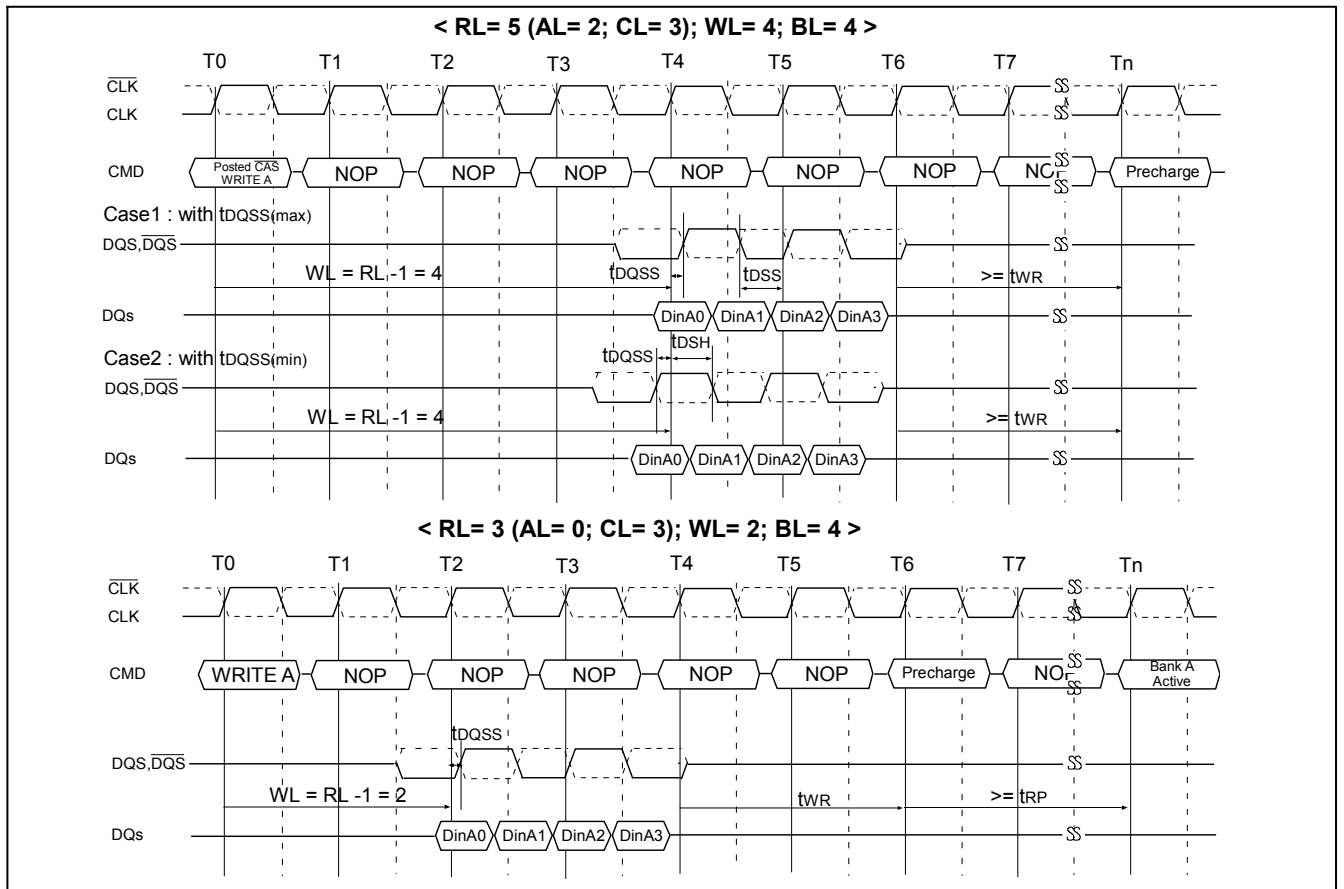 < RL= 5 (AL= 2; CL= 3); WL= 4; BL= 4 >
T0 T1 T2 T3 T4 T5 T6 T7 Tn
CLK
CLK
CMD Posted CAS WRITE A NOP NOP NOP NOP NOP NOP NOP Precharge
Case1 : with tDQSS(max)
DQS,DQS
WL = RL -1 = 4 tDQSS tDSS >= tWR
DQs DinA0 DinA1 DinA2 DinA3
Case2 : with tDQSS(min) tDQSS tDSH
DQS,DQS
WL = RL -1 = 4 >= tWR
DQs DinA0 DinA1 DinA2 DinA3
< RL= 3 (AL= 0; CL= 3); WL= 2; BL= 4 >
T0 T1 T2 T3 T4 T5 T6 T7 Tn
CLK
CLK
CMD WRITE A NOP NOP NOP NOP NOP Precharge NOP Bank A Active
tDQSS
DQS,DQS
WL = RL -1 = 2 tWR >= tRP
DQs DinA0 DinA1 DinA2 DinA3